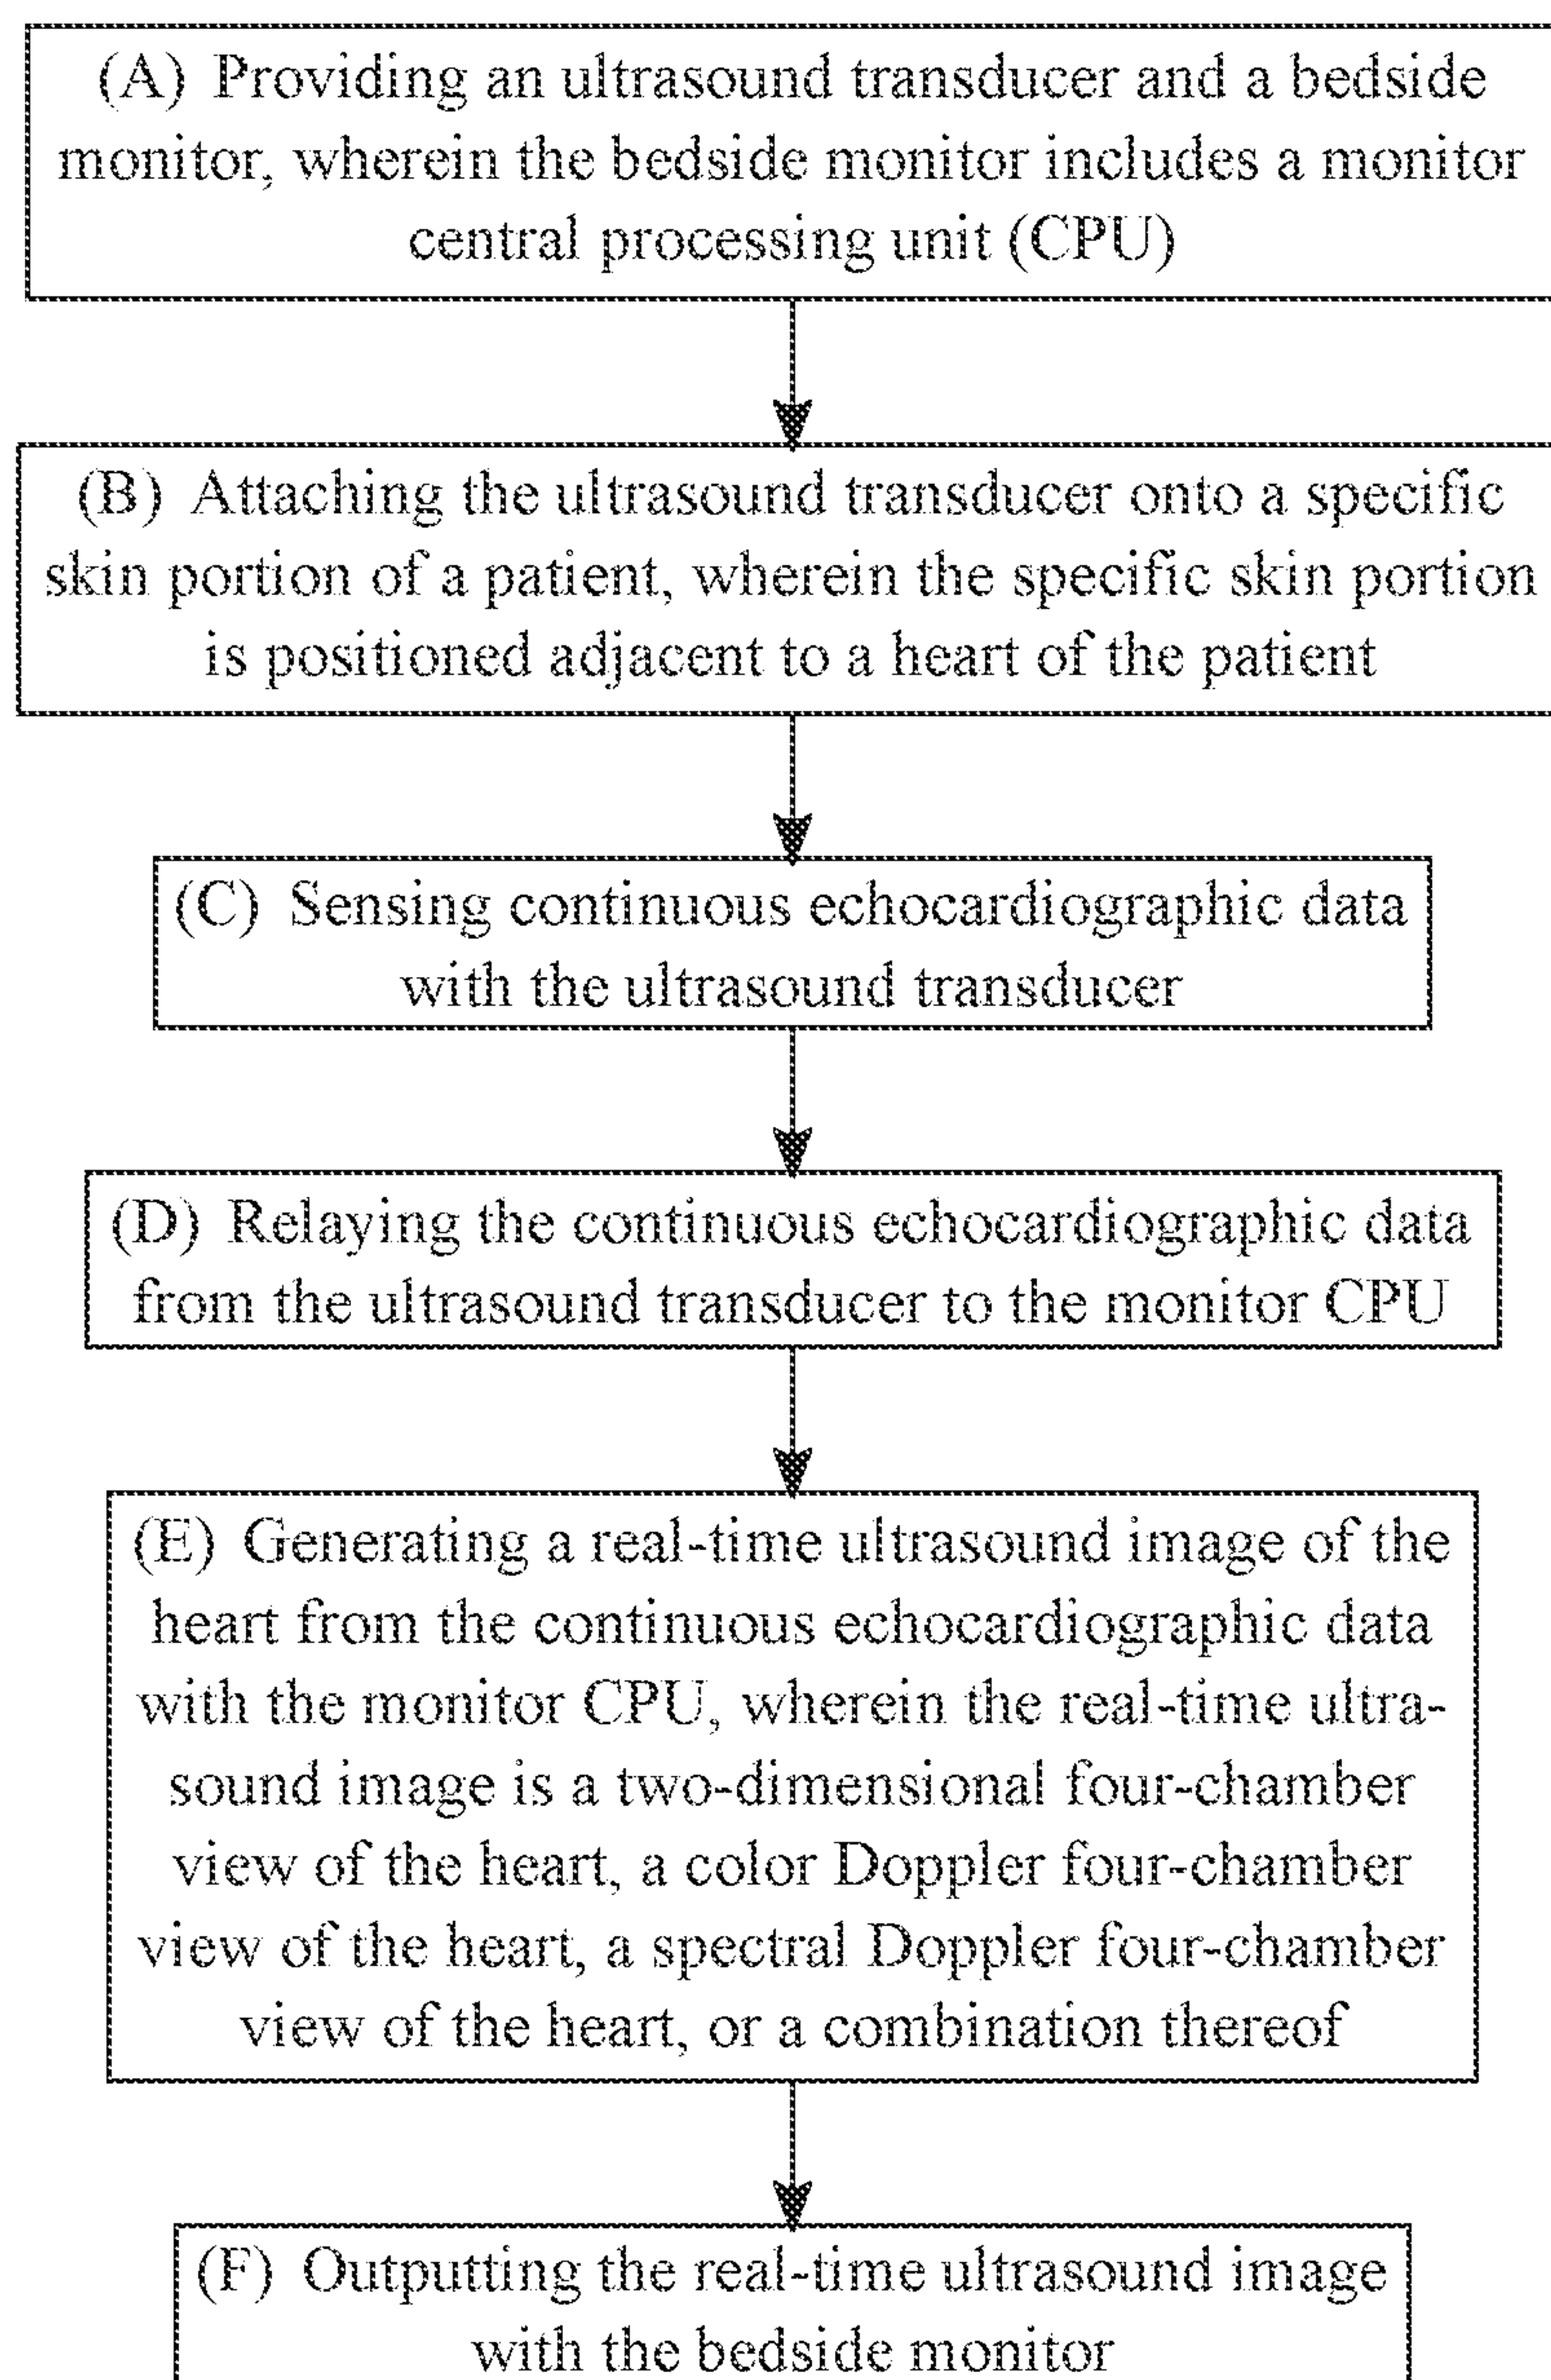 (A) Providing an ultrasound transducer and a bedside
monitor, wherein the bedside monitor includes a monitor
central processing unit (CPU)
(B) Attaching the ultrasound transducer onto a specific
skin portion of a patient, wherein the specific skin portion
is positioned adjacent to a heart of the patient
(C) Sensing continuous echocardiographic data
with the ultrasound transducer
(D) Relaying the continuous echocardiographic data
from the ultrasound transducer to the monitor CPU
(E) Generating a real-time ultrasound image of the
heart from the continuous echocardiographic data
with the monitor CPU, wherein the real-time ultra-
sound image is a two-dimensional four-chamber
view of the heart, a color Doppler four-chamber
view of the heart, a spectral Doppler four-chamber
view of the heart, or a combination thereof
(F) Outputting the real-time ultrasound image
with the bedside monitor